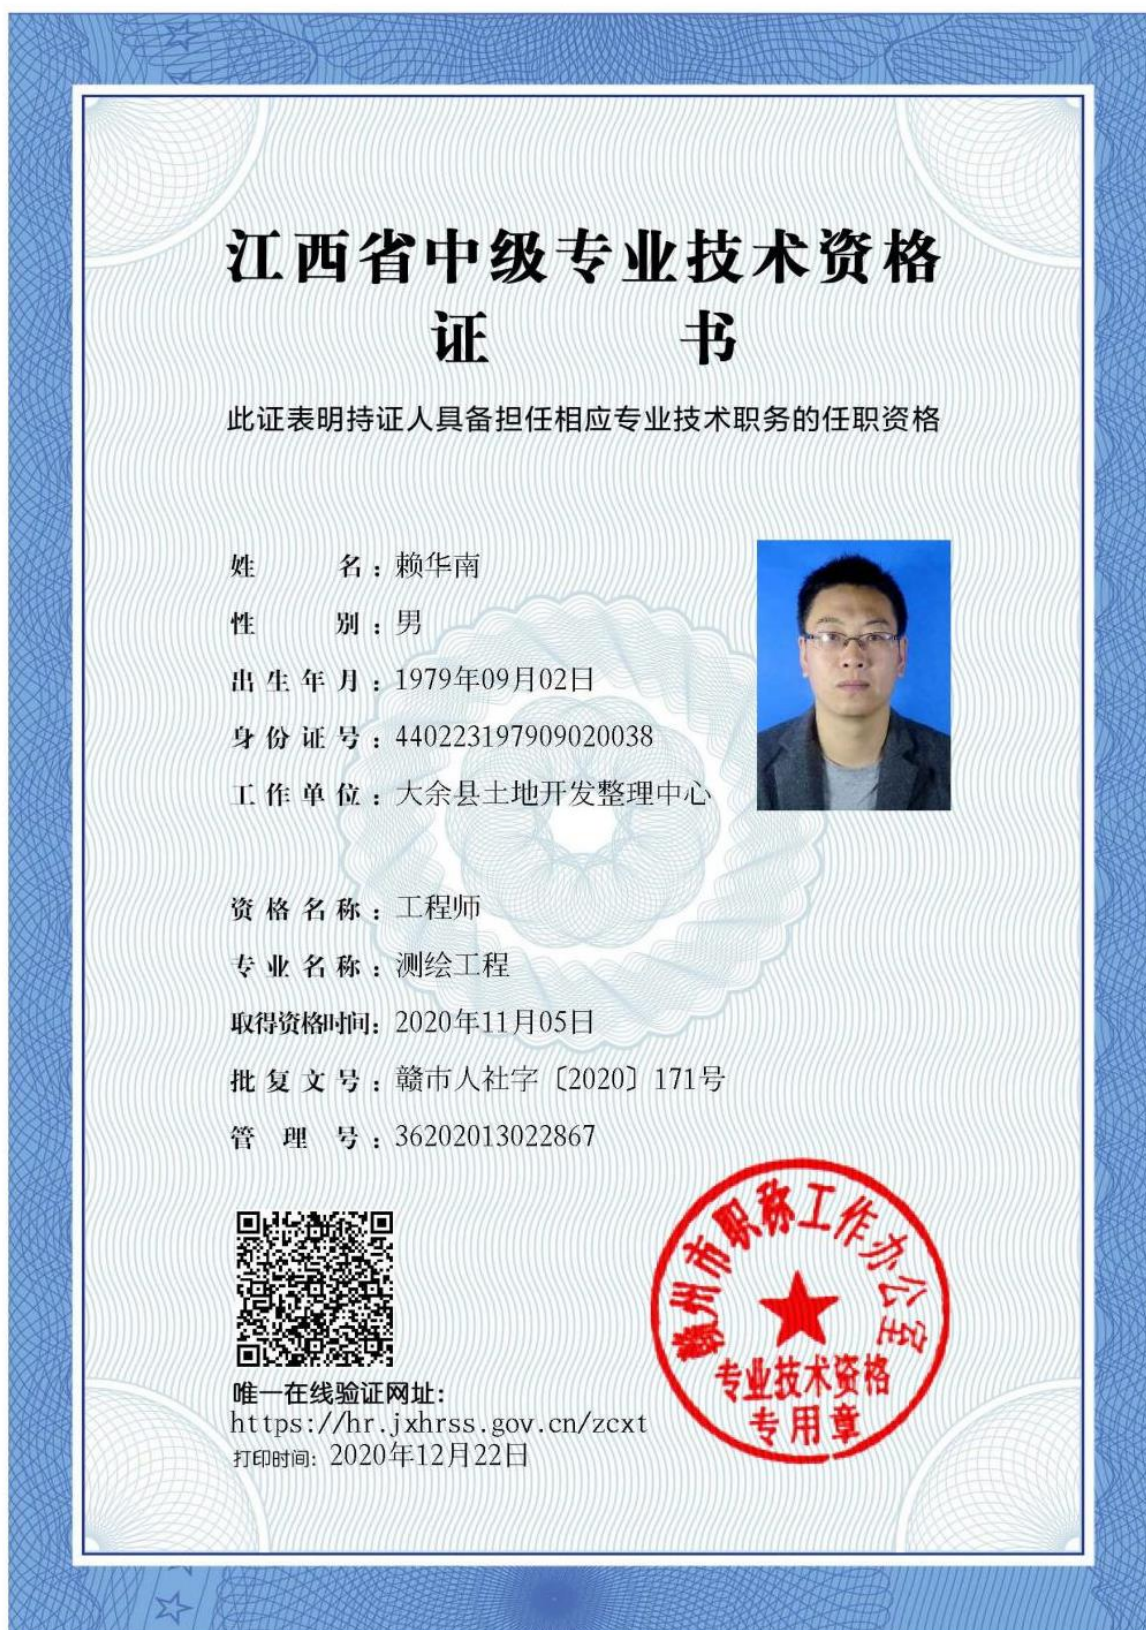 江西省中级专业技术资格
证 书
此证表明持证人具备担任相应专业技术职务的任职资格
姓 名：赖华南
性 别：男
出生年月：1979年09月02日
身份证号：440223197909020038
工作单位：大余县土地开发整理中心
资格名称：工程师
专业名称：测绘工程
取得资格时间：2020年11月05日
批复文号：赣市人社字〔2020〕171号
管 理 号：36202013022867
赣州市职称工作办公室
专业技术资格
专用章
唯一在线验证网址：
https://hr.jxhrss.gov.cn/zcxt
打印时间：2020年12月22日